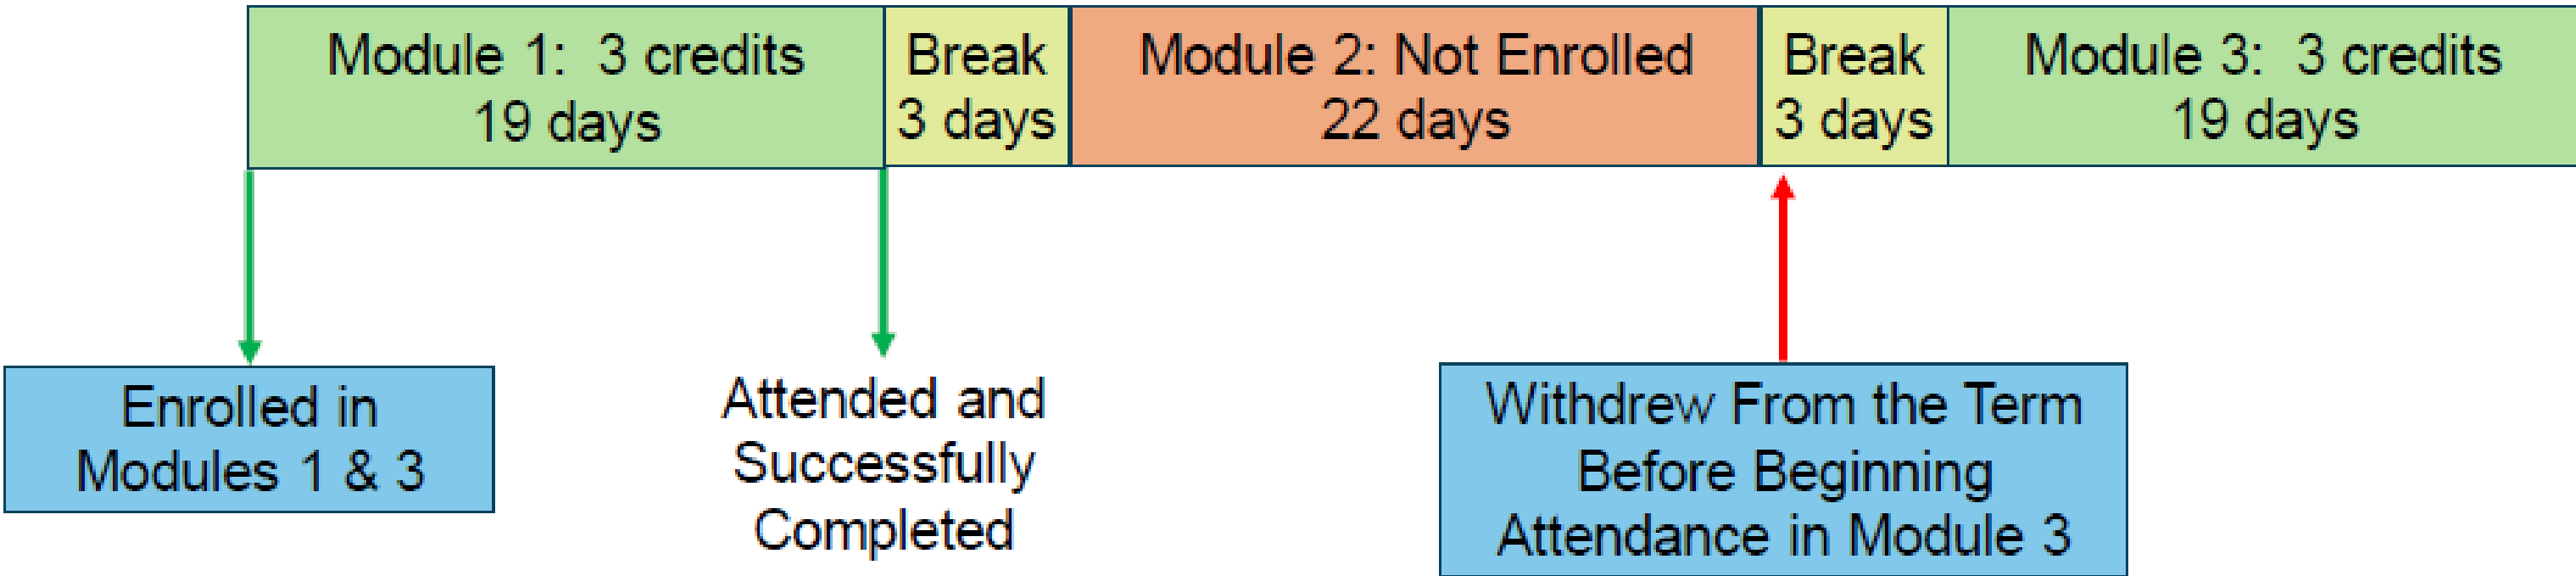 Module 1:  3 credits
19 days
Break
3 days
Module 2: Not Enrolled
22 days
Break
3 days
Module 3:  3 credits
19 days
Enrolled in
Modules 1 & 3
Attended and
Successfully
Completed
Withdrew From the Term
Before Beginning
Attendance in Module 3